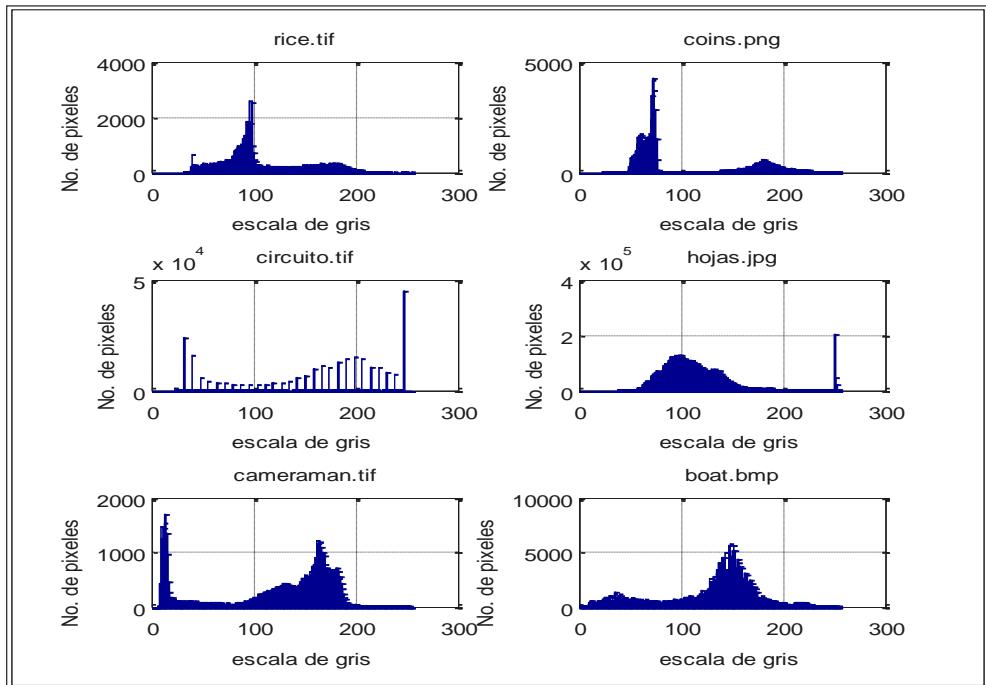 rice.tif
4000
2000
0
0 100 200 300
No. de pixeles
escala de gris
coins.png
5000
0
0 100 200 300
No. de pixeles
escala de gris
circuito.tif
x 10^4
5
0
0 100 200 300
No. de pixeles
escala de gris
hojas.jpg
x 10^5
4
2
0
0 100 200 300
No. de pixeles
escala de gris
cameraman.tif
2000
1000
0
0 100 200 300
No. de pixeles
escala de gris
boat.bmp
10000
5000
0
0 100 200 300
No. de pixeles
escala de gris